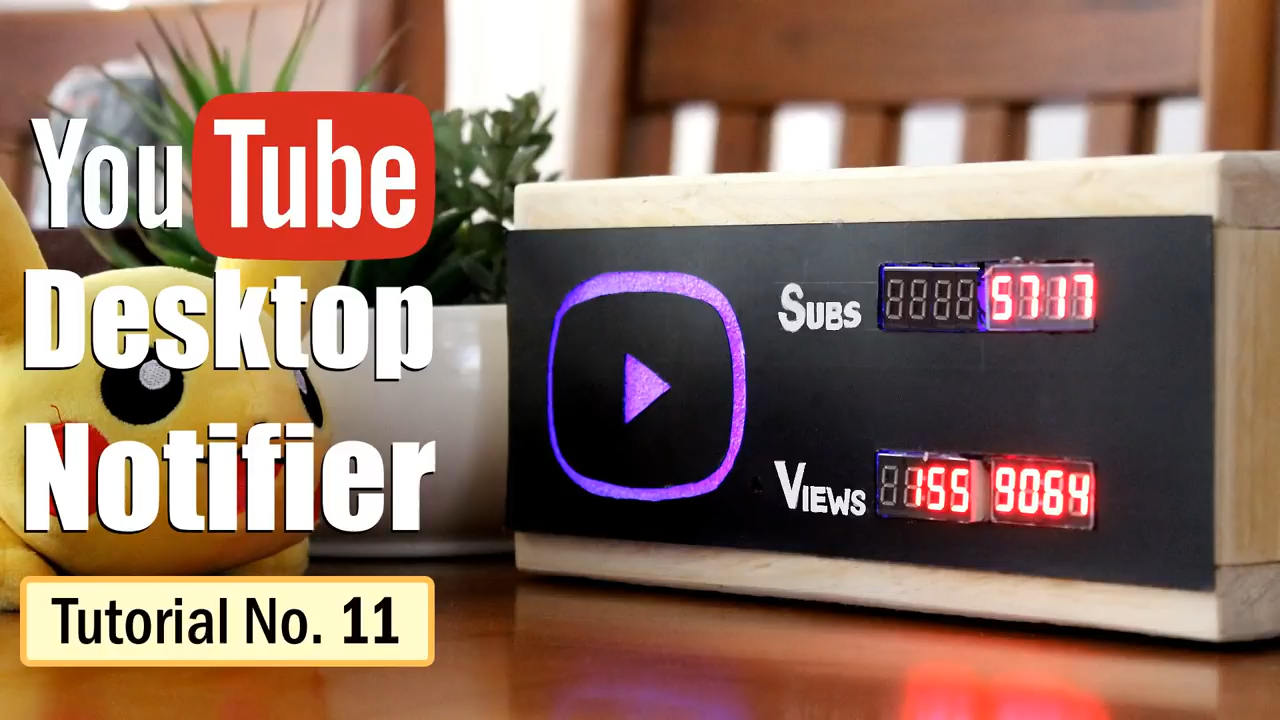 YouTube
Desktop
Notifier
Tutorial No. 11
SUBS 5717
VIEWS 155 9064